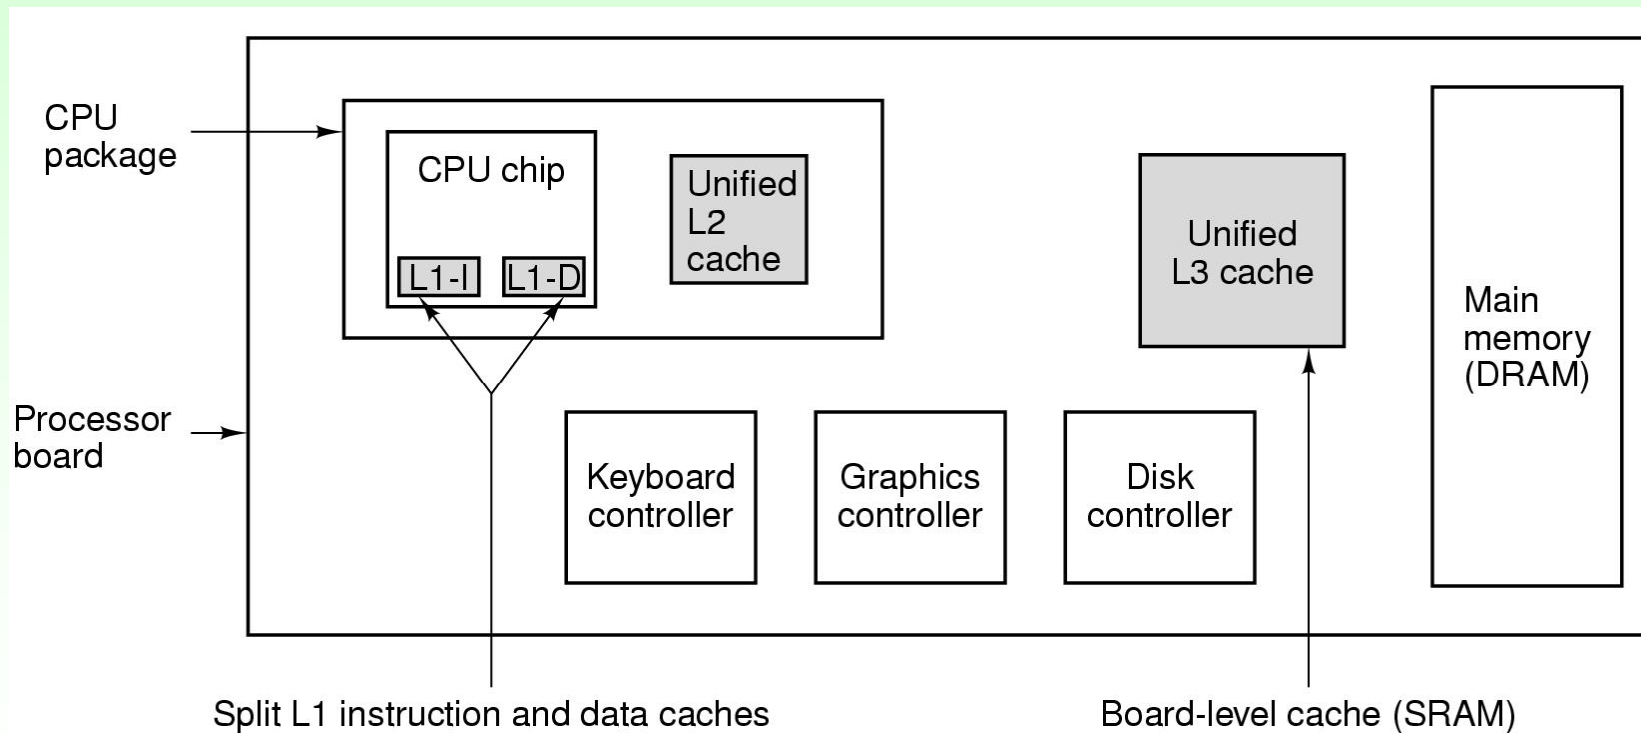 CPU
package
CPU chip
L1-I
L1-D
Unified
L2
cache
Unified
L3 cache
Main
memory
(DRAM)
Processor
board
Keyboard
controller
Graphics
controller
Disk
controller
Split L1 instruction and data caches
Board-level cache (SRAM)